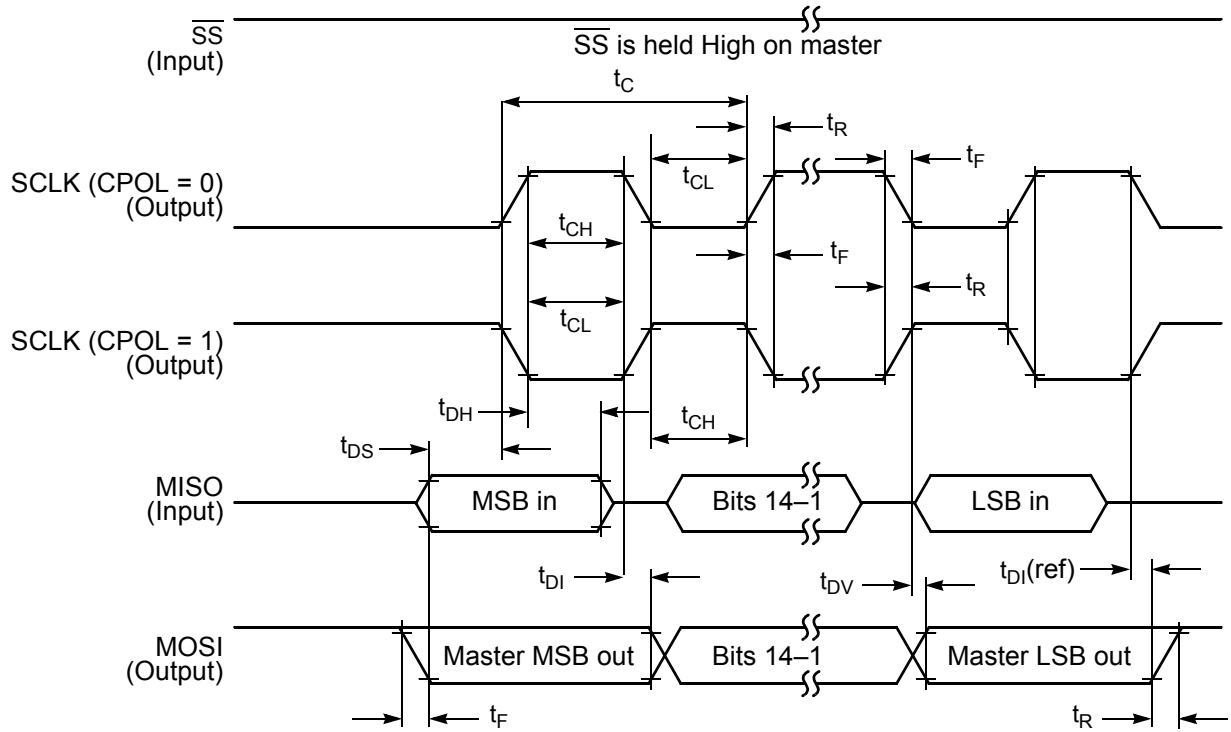 SS
(Input)
SS is held High on master
tC
tR
tF
tCL
SCLK (CPOL = 0)
(Output)
tCH
tF
tR
tCL
SCLK (CPOL = 1)
(Output)
tDH
tCH
tDS
MISO
(Input)
MSB in
Bits 14–1
LSB in
tDI
tDV
tDI(ref)
MOSI
(Output)
Master MSB out
Bits 14–1
Master LSB out
tF
tR